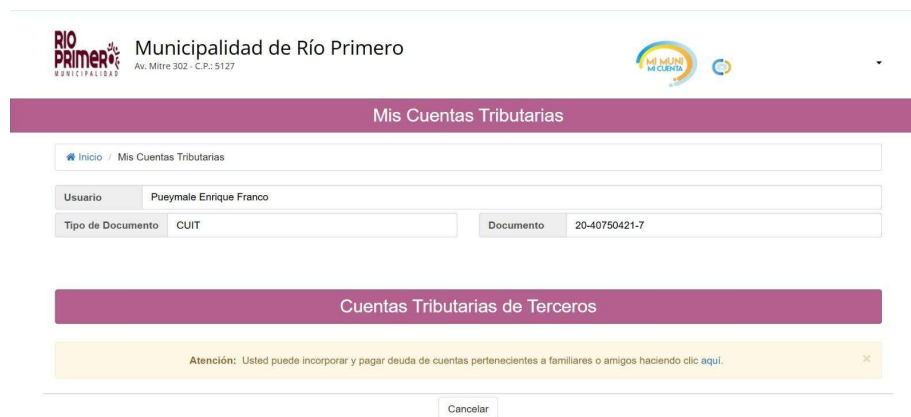 RIO
PRIMERO
MUNICIPALIDAD
Municipalidad de Río Primero
Av. Mitre 302 - C.P.: 5127
MI MUNI
MI CUENTA
Mis Cuentas Tributarias
Inicio / Mis Cuentas Tributarias
Usuario Pueymale Enrique Franco
Tipo de Documento CUIT Documento 20-40750421-7
Cuentas Tributarias de Terceros
Atención: Usted puede incorporar y pagar deuda de cuentas pertenecientes a familiares o amigos haciendo clic aquí. ×
Cancelar